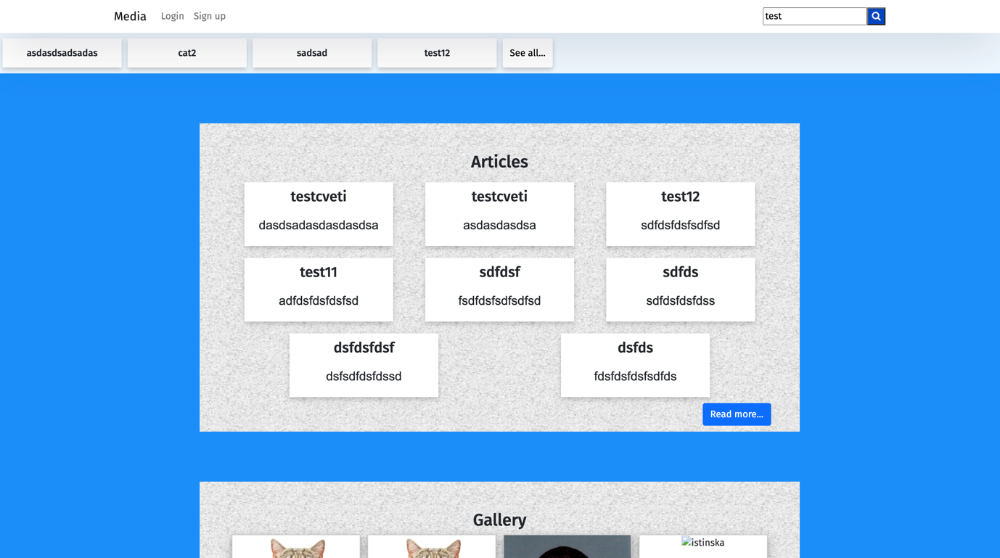 Media Login Sign up test
asdasdsadsadas cat2 sadsad test12 See all...
Articles
testcveti testcveti test12
dasdsadasdasdasdsa asdasdasdsa sdfdsfdsfsdfsd
test11 sdfdsf sdfds
adfdsfdsfdsfsd fsdfdsfsdfsdfsd sdfdsfdsfdss
dsfdsfdsf dsfds
dsfsdfdsfdssd fdsfdsfdsfsdfds
Read more...
Gallery
istinska